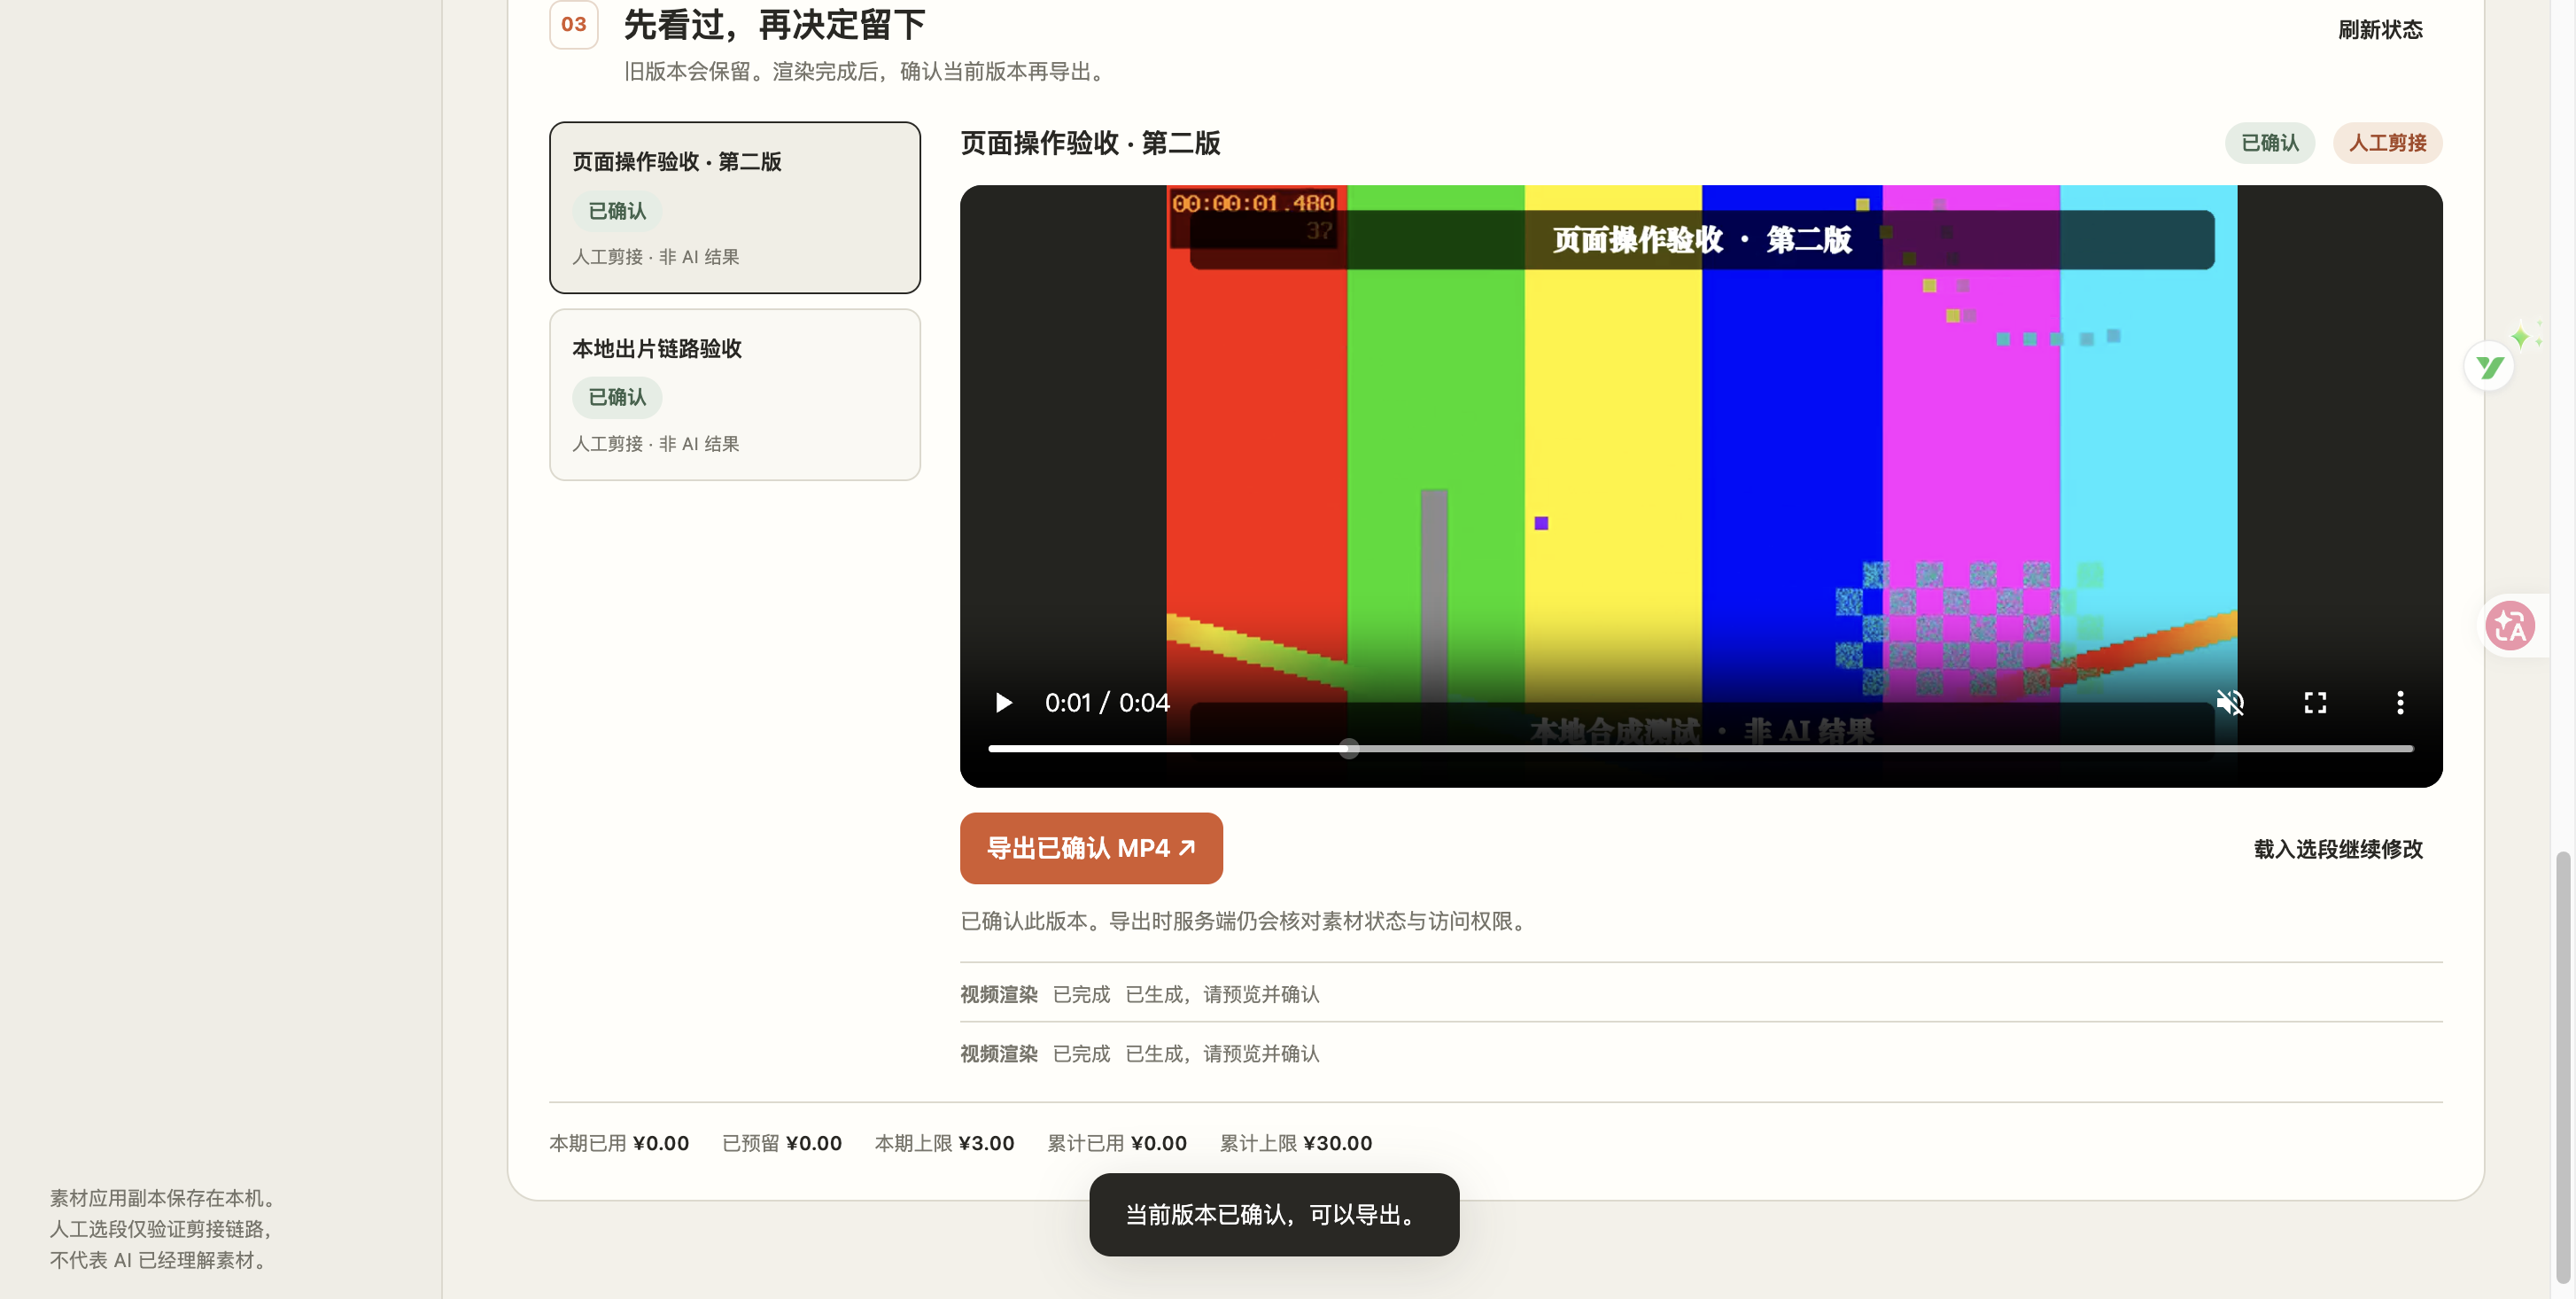 03
先看过，再决定留下
刷新状态
旧版本会保留。渲染完成后，确认当前版本再导出。
页面操作验收 · 第二版
已确认
人工剪接 · 非 AI 结果
本地出片链路验收
已确认
人工剪接 · 非 AI 结果
页面操作验收 · 第二版
已确认
人工剪接
00:00:01.480
37
页面操作验收 · 第二版
0:01 / 0:04
本地合成测试 · 非 AI 结果
导出已确认 MP4 ↗
载入选段继续修改
已确认此版本。导出时服务端仍会核对素材状态与访问权限。
视频渲染 已完成 已生成，请预览并确认
视频渲染 已完成 已生成，请预览并确认
本期已用 ¥0.00 已预留 ¥0.00 本期上限 ¥3.00 累计已用 ¥0.00 累计上限 ¥30.00
当前版本已确认，可以导出。
素材应用副本保存在本机。
人工选段仅验证剪接链路，
不代表 AI 已经理解素材。